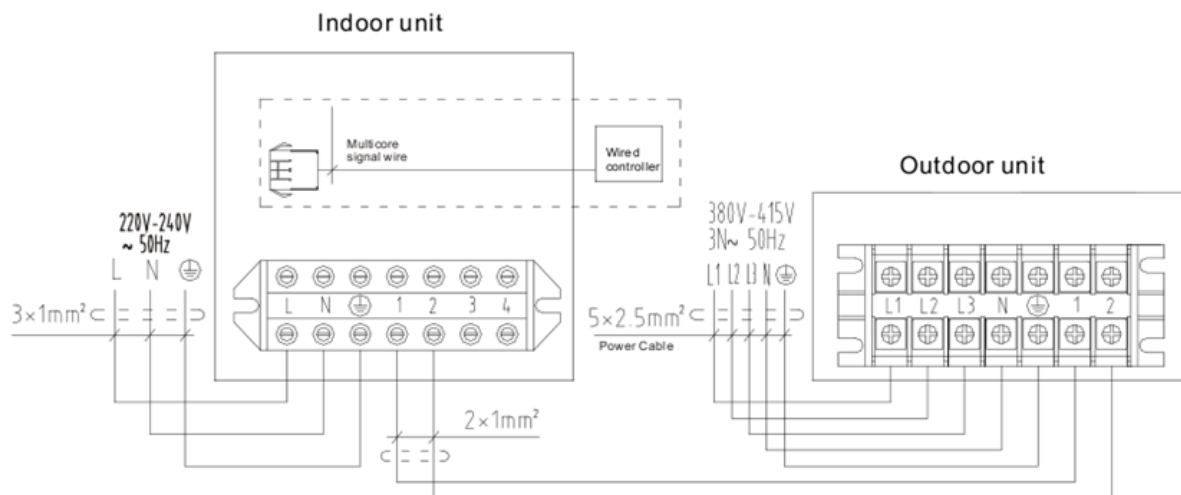 Indoor unit
Multicore
signal wire
Wired
controller
Outdoor unit
220V-240V
~ 50Hz
L N
380V-415V
3N~ 50Hz
L1 L2 L3 N
3×1mm²
L N 1 2 3 4
5×2.5mm²
Power Cable
L1 L2 L3 N 1 2
2×1mm²